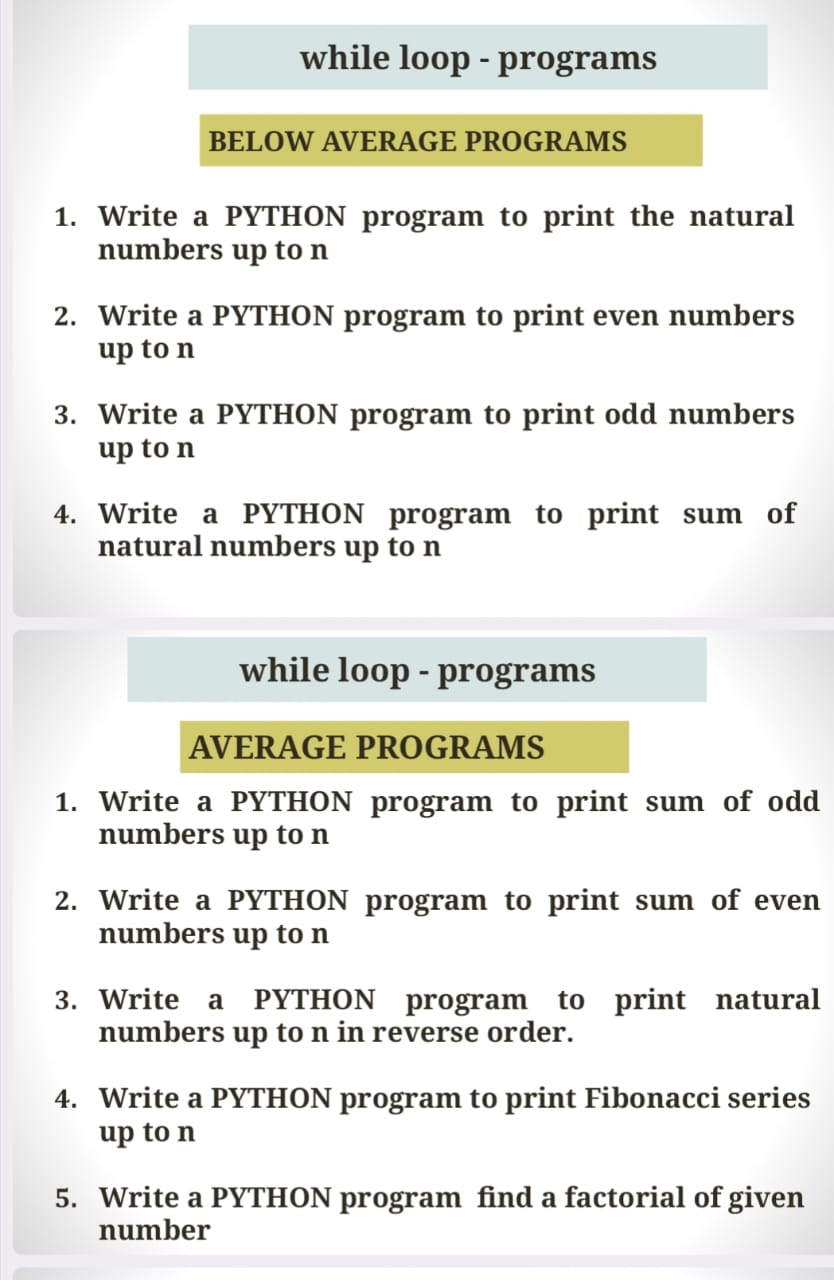 while loop - programs
BELOW AVERAGE PROGRAMS
1. Write a PYTHON program to print the natural
numbers up to n
2. Write a PYTHON program to print even numbers
up to n
3. Write a PYTHON program to print odd numbers
up to n
4. Write a PYTHON program to print sum of
natural numbers up to n
while loop - programs
AVERAGE PROGRAMS
1. Write a PYTHON program to print sum of odd
numbers up to n
2. Write a PYTHON program to print sum of even
numbers up to n
3. Write a PYTHON program to print natural
numbers up to n in reverse order.
4. Write a PYTHON program to print Fibonacci series
up to n
5. Write a PYTHON program find a factorial of given
number